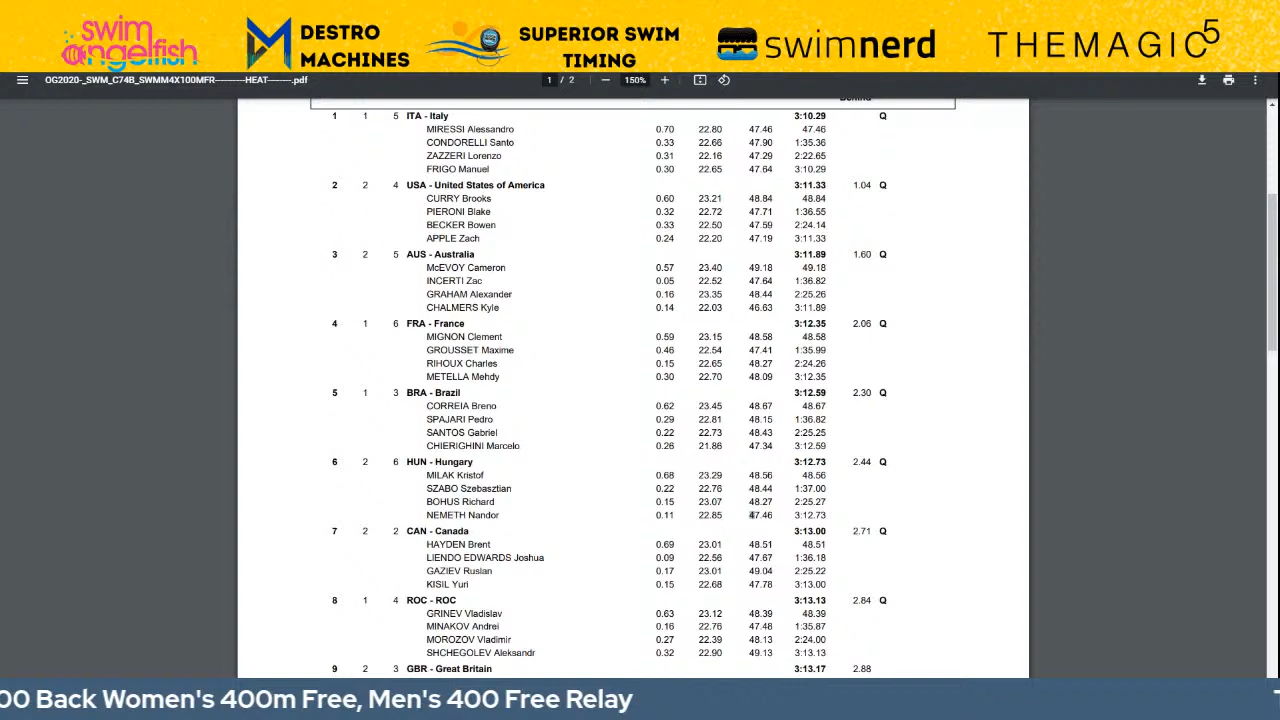 swim angelfish
DESTRO MACHINES
SUPERIOR SWIM TIMING
swimnerd
THEMAGIC5
OG2020-_SWM_C74B_SWMM4X100MFR----------HEAT--------.pdf
1 / 2
150%
Behind
1 1 5 ITA - Italy 3:10.29 Q
MIRESSI Alessandro 0.70 22.80 47.46 47.46
CONDORELLI Santo 0.33 22.66 47.90 1:35.36
ZAZZERI Lorenzo 0.31 22.16 47.29 2:22.65
FRIGO Manuel 0.30 22.65 47.64 3:10.29
2 2 4 USA - United States of America 3:11.33 1.04 Q
CURRY Brooks 0.60 23.21 48.84 48.84
PIERONI Blake 0.32 22.72 47.71 1:36.55
BECKER Bowen 0.33 22.50 47.59 2:24.14
APPLE Zach 0.24 22.20 47.19 3:11.33
3 2 5 AUS - Australia 3:11.89 1.60 Q
McEVOY Cameron 0.57 23.40 49.18 49.18
INCERTI Zac 0.05 22.52 47.64 1:36.82
GRAHAM Alexander 0.16 23.35 48.44 2:25.26
CHALMERS Kyle 0.14 22.03 46.63 3:11.89
4 1 6 FRA - France 3:12.35 2.06 Q
MIGNON Clement 0.59 23.15 48.58 48.58
GROUSSET Maxime 0.46 22.54 47.41 1:35.99
RIHOUX Charles 0.15 22.65 48.27 2:24.26
METELLA Mehdy 0.30 22.70 48.09 3:12.35
5 1 3 BRA - Brazil 3:12.59 2.30 Q
CORREIA Breno 0.62 23.45 48.67 48.67
SPAJARI Pedro 0.29 22.81 48.15 1:36.82
SANTOS Gabriel 0.22 22.73 48.43 2:25.25
CHIERIGHINI Marcelo 0.26 21.86 47.34 3:12.59
6 2 6 HUN - Hungary 3:12.73 2.44 Q
MILAK Kristof 0.68 23.29 48.56 48.56
SZABO Szebasztian 0.22 22.76 48.44 1:37.00
BOHUS Richard 0.15 23.07 48.27 2:25.27
NEMETH Nandor 0.11 22.85 47.46 3:12.73
7 2 2 CAN - Canada 3:13.00 2.71 Q
HAYDEN Brent 0.69 23.01 48.51 48.51
LIENDO EDWARDS Joshua 0.09 22.56 47.67 1:36.18
GAZIEV Ruslan 0.17 23.01 49.04 2:25.22
KISIL Yuri 0.15 22.68 47.78 3:13.00
8 1 4 ROC - ROC 3:13.13 2.84 Q
GRINEV Vladislav 0.63 23.12 48.39 48.39
MINAKOV Andrei 0.16 22.76 47.48 1:35.87
MOROZOV Vladimir 0.27 22.39 48.13 2:24.00
SHCHEGOLEV Aleksandr 0.32 22.90 49.13 3:13.13
9 2 3 GBR - Great Britain 3:13.17 2.88
00 Back Women's 400m Free, Men's 400 Free Relay